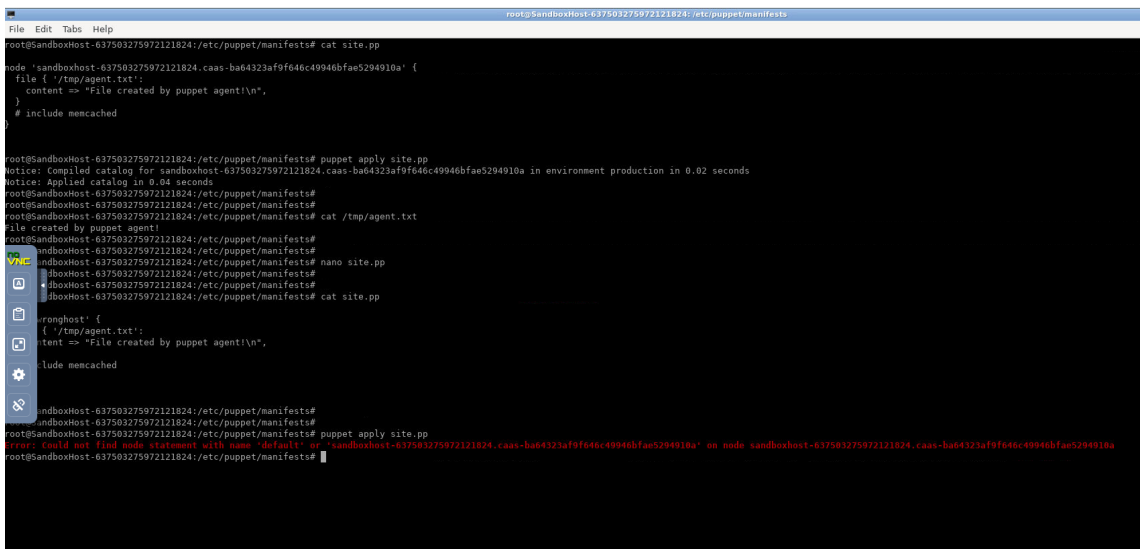 root@SandboxHost-637503275972121824: /etc/puppet/manifests
File Edit Tabs Help
root@SandboxHost-637503275972121824:/etc/puppet/manifests# cat site.pp
node 'sandboxhost-637503275972121824.caas-ba64323af9f646c49946bfae5294910a' {
file { '/tmp/agent.txt':
content => "File created by puppet agent!\n",
}
# include memcached
}
root@SandboxHost-637503275972121824:/etc/puppet/manifests# puppet apply site.pp
Notice: Compiled catalog for sandboxhost-637503275972121824.caas-ba64323af9f646c49946bfae5294910a in environment production in 0.02 seconds
Notice: Applied catalog in 0.04 seconds
root@SandboxHost-637503275972121824:/etc/puppet/manifests#
root@SandboxHost-637503275972121824:/etc/puppet/manifests#
root@SandboxHost-637503275972121824:/etc/puppet/manifests# cat /tmp/agent.txt
File created by puppet agent!
root@SandboxHost-637503275972121824:/etc/puppet/manifests#
andboxHost-637503275972121824:/etc/puppet/manifests#
noVNC
andboxHost-637503275972121824:/etc/puppet/manifests# nano site.pp
dboxHost-637503275972121824:/etc/puppet/manifests#
A
dboxHost-637503275972121824:/etc/puppet/manifests#
dboxHost-637503275972121824:/etc/puppet/manifests# cat site.pp
wronghost' {
{ '/tmp/agent.txt':
ntent => "File created by puppet agent!\n",
clude memcached
andboxHost-637503275972121824:/etc/puppet/manifests#
andboxHost-637503275972121824:/etc/puppet/manifests#
root@SandboxHost-637503275972121824:/etc/puppet/manifests# puppet apply site.pp
Error: Could not find node statement with name 'default' or 'sandboxhost-637503275972121824.caas-ba64323af9f646c49946bfae5294910a' on node sandboxhost-637503275972121824.caas-ba64323af9f646c49946bfae5294910a
root@SandboxHost-637503275972121824:/etc/puppet/manifests#